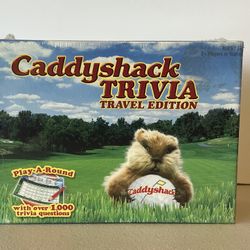 Caddyshack
TRIVIA
TRAVEL EDITION
Play-A-Round
with over 1,000
trivia questions
Caddyshack